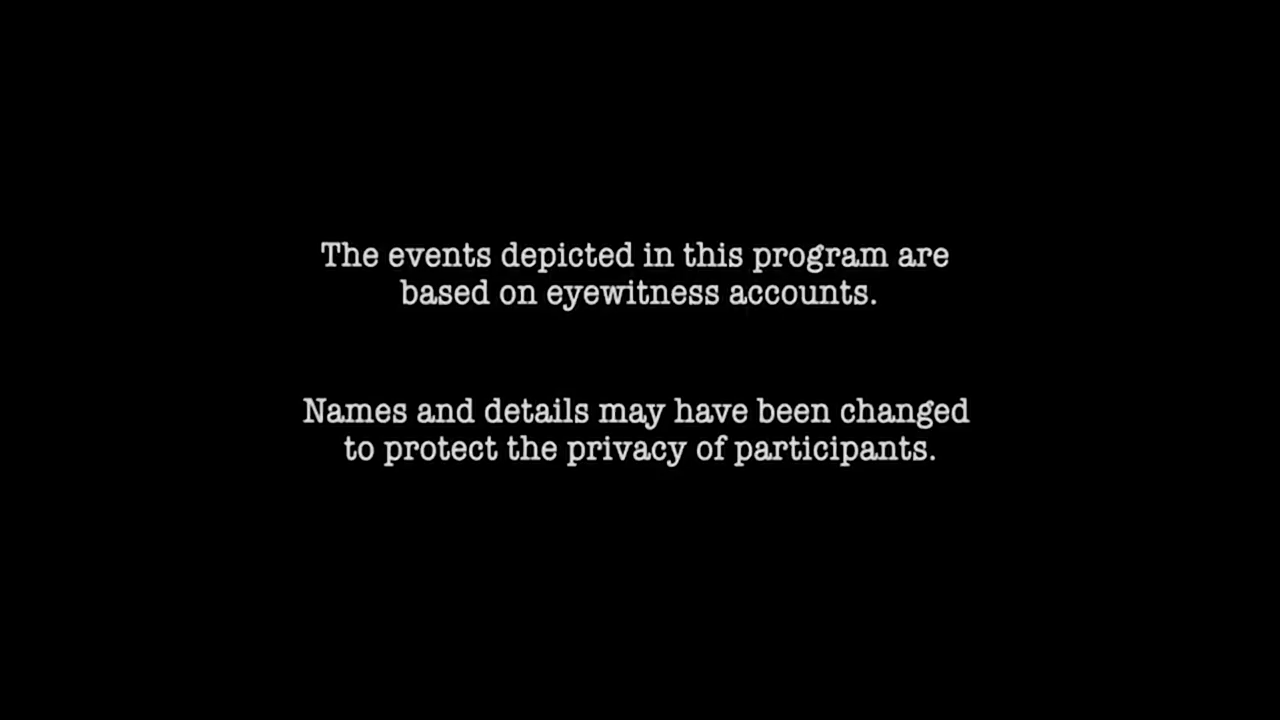 The events depicted in this program are
based on eyewitness accounts.
Names and details may have been changed
to protect the privacy of participants.